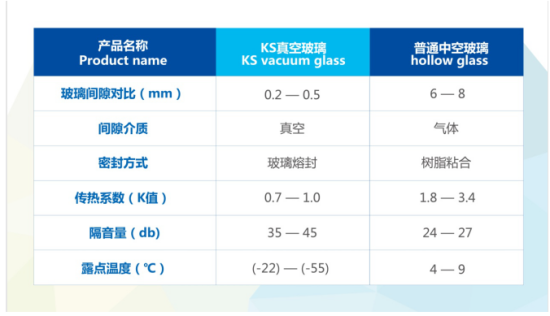 产品名称 KS真空玻璃 普通中空玻璃
Product name KS vacuum glass hollow glass
玻璃间隙对比（mm） 0.2 — 0.5 6 — 8
间隙介质 真空 气体
密封方式 玻璃熔封 树脂粘合
传热系数（K值） 0.7 — 1.0 1.8 — 3.4
隔音量（db) 35 — 45 24 — 27
露点温度（℃） (-22) — (-55) 4 — 9